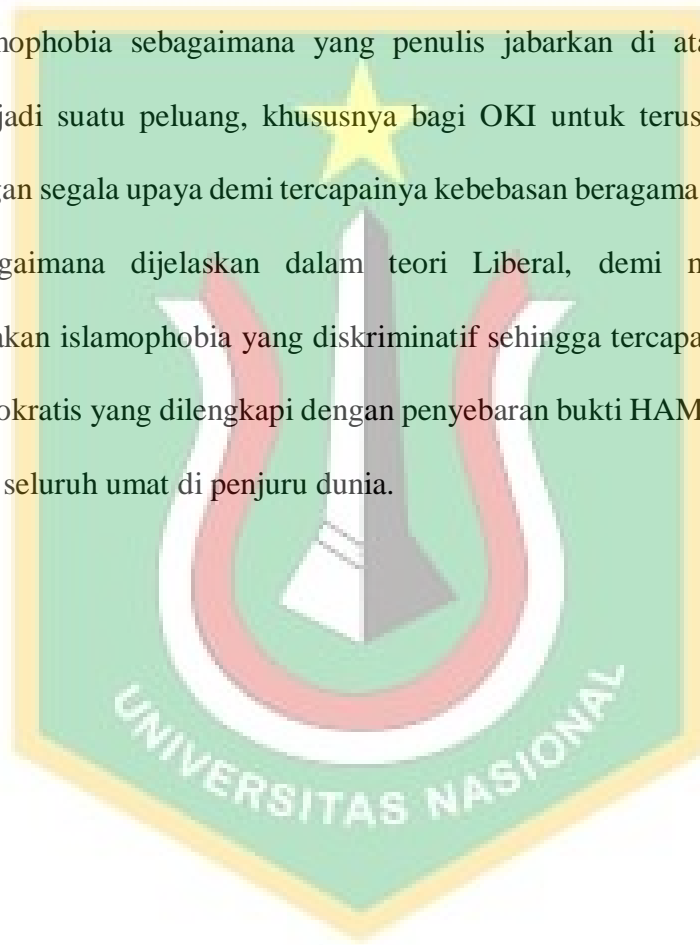 mophobia sebagaimana yang penulis jabarkan di at
jadi suatu peluang, khususnya bagi OKI untuk terus
gan segala upaya demi tercapainya kebebasan beragama
gaimana dijelaskan dalam teori Liberal, demi m
akan islamophobia yang diskriminatif sehingga tercapa
okratis yang dilengkapi dengan penyebaran bukti HAM
seluruh umat di penjuru dunia.
UNIVERSITAS NASIONAL